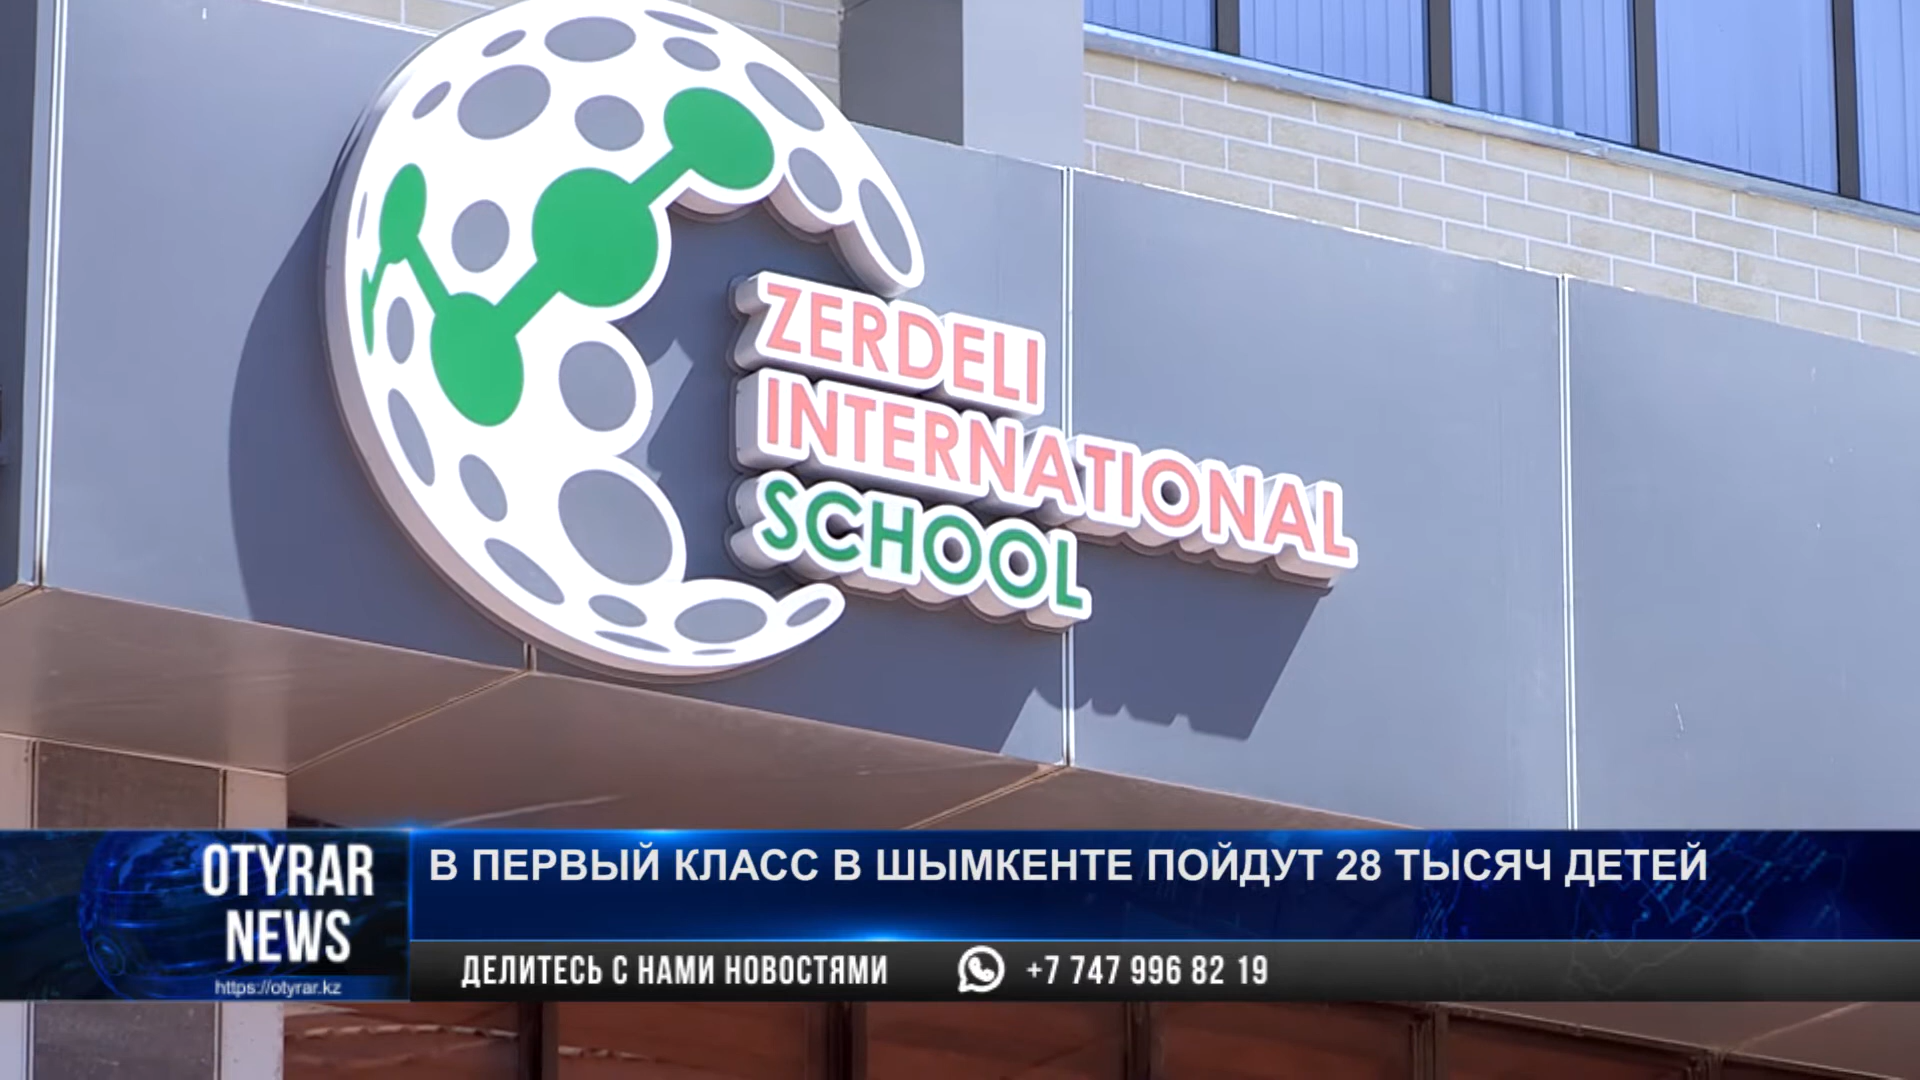 ZERDELI
INTERNATIONAL
SCHOOL
OTYRAR
NEWS
https://otyrar.kz
В ПЕРВЫЙ КЛАСС В ШЫМКЕНТЕ ПОЙДУТ 28 ТЫСЯЧ ДЕТЕЙ
ДЕЛИТЕСЬ С НАМИ НОВОСТЯМИ
+7 747 996 82 19